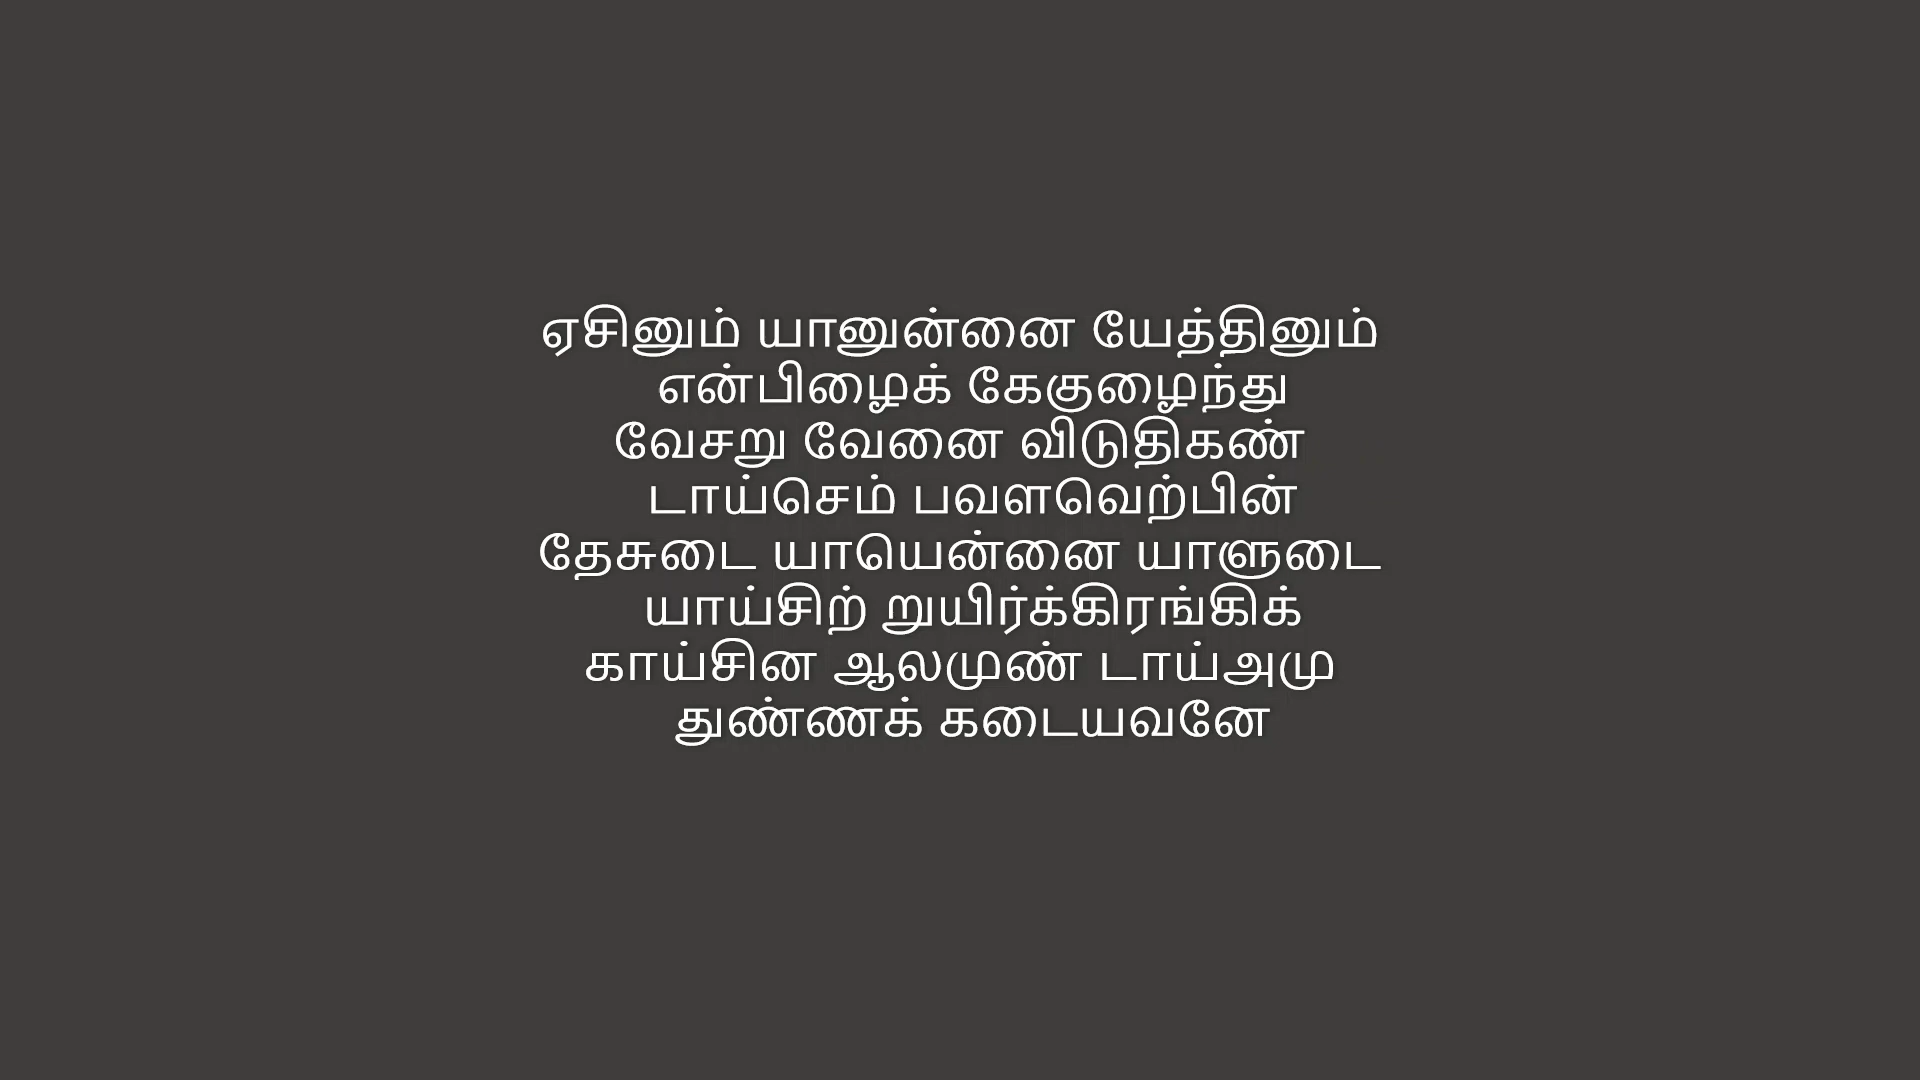 ஏசினும் யானுன்னை யேத்தினும்
என்பிழைக் கேகுழைந்து
வேசறு வேனை விடுதிகண்
டாய்செம் பவளவெற்பின்
தேசுடை யாயென்னை யாளுடை
யாய்சிற் றுயிர்க்கிரங்கிக்
காய்சின ஆலமுண் டாய்அமு
துண்ணக் கடையவனே